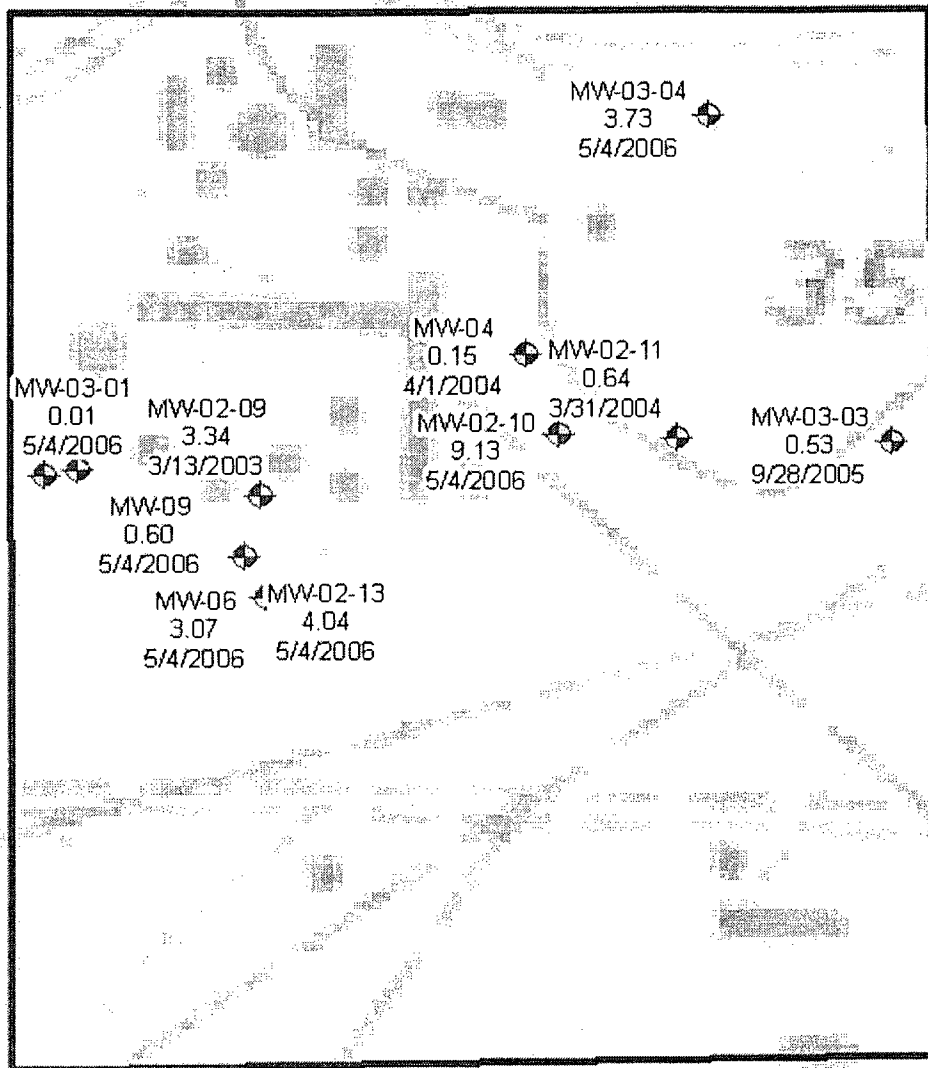 MW-03-04
3.73
5/4/2006
MW-04
0.15
4/1/2004
MW-02-11
0.64
3/31/2004
MW-03-01
0.01
5/4/2006
MW-02-09
3.34
3/13/2003
MW-02-10
9.13
5/4/2006
MW-03-03
0.53
9/28/2005
MW-09
0.60
5/4/2006
MW-06
3.07
5/4/2006
MW-02-13
4.04
5/4/2006